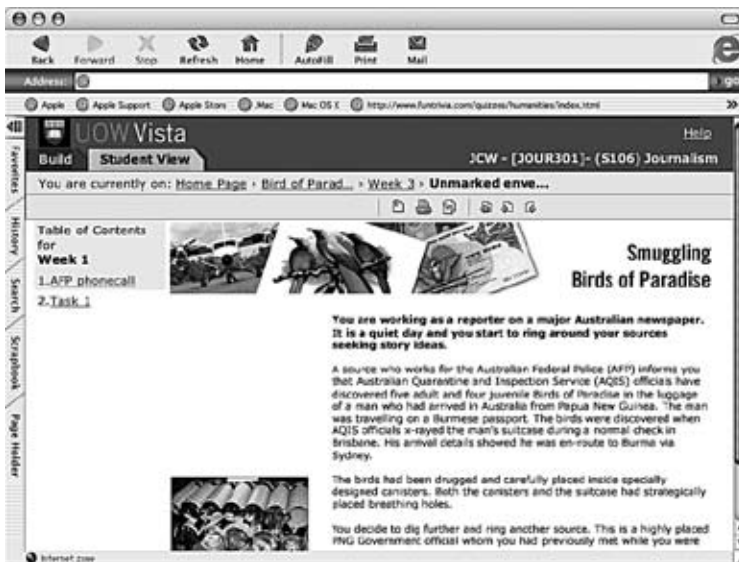 Back Forward Stop Refresh Home AutoFill Print Mail
Address: go
Apple Apple Support Apple Store .Mac Mac OS X http://www.funtrivia.com/quizzes/humanities/index.html
UOW Vista Help
Build Student View JCW - [JOUR301]- (S106) Journalism
You are currently on: Home Page › Bird of Parad... › Week 3 › Unmarked enve...
Favorites
History
Search
Scrapbook
Page Holder
Table of Contents
for
Week 1
1.AFP phonecall
2.Task 1
Smuggling
Birds of Paradise
You are working as a reporter on a major Australian newspaper.
It is a quiet day and you start to ring around your sources
seeking story ideas.
A source who works for the Australian Federal Police (AFP) informs you
that Australian Quarantine and Inspection Service (AQIS) officials have
discovered five adult and four juvenile Birds of Paradise in the luggage
of a man who had arrived in Australia from Papua New Guinea. The man
was travelling on a Burmese passport. The birds were discovered when
AQIS officials x-rayed the man's suitcase during a normal check in
Brisbane. His arrival details showed he was en-route to Burma via
Sydney.
The birds had been drugged and carefully placed inside specially
designed canisters. Both the canisters and the suitcase had strategically
placed breathing holes.
You decide to dig further and ring another source. This is a highly placed
PNG Government official whom you had previously met while you were
Internet zone